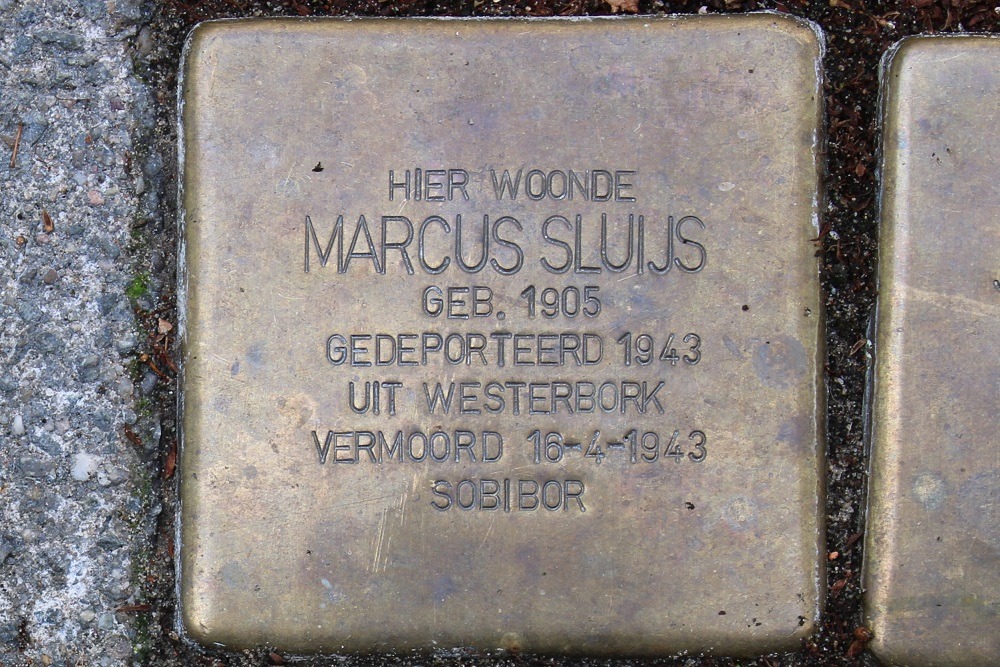 HIER WOONDE
MARCUS SLUIJS
GEB. 1905
GEDEPORTEERD 1943
UIT WESTERBORK
VERMOORD 16-4-1943
SOBIBOR